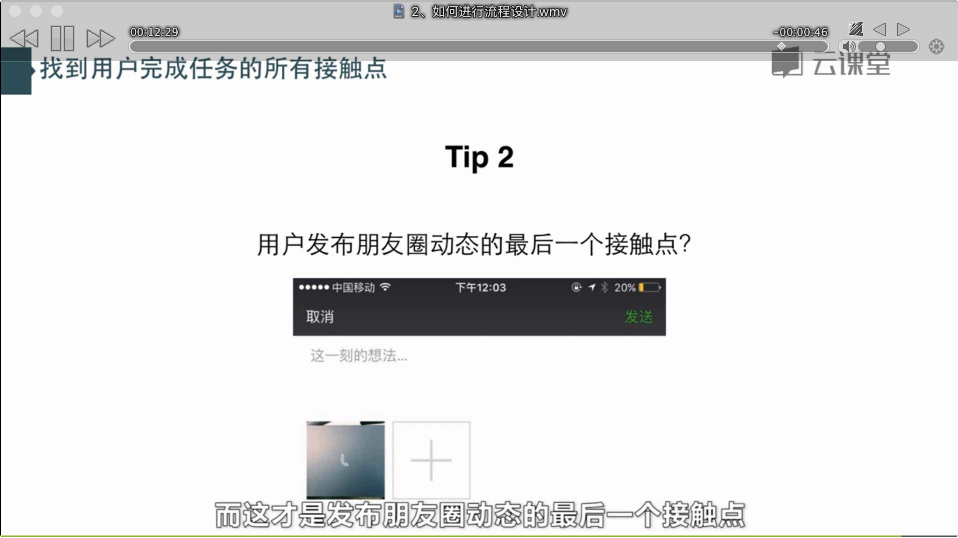 2、如何进行流程设计.wmv
00:12:29
-00:00:46
找到用户完成任务的所有接触点
云课堂
Tip 2
用户发布朋友圈动态的最后一个接触点?
中国移动 下午12:03 20%
取消 发送
这一刻的想法...
而这才是发布朋友圈动态的最后一个接触点